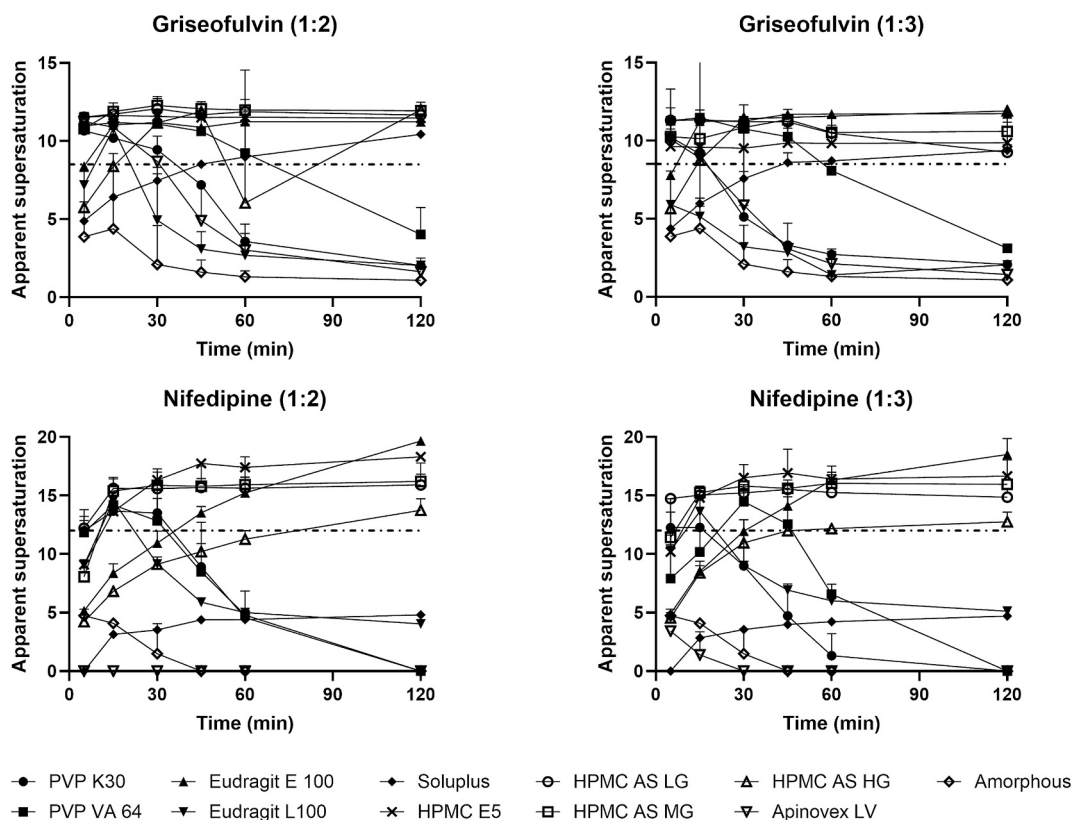 Griseofulvin (1:2)
Apparent supersaturation
15
10
5
0
0 30 60 90 120
Time (min)
Griseofulvin (1:3)
Apparent supersaturation
15
10
5
0
0 30 60 90 120
Time (min)
Nifedipine (1:2)
Apparent supersaturation
20
15
10
5
0
0 30 60 90 120
Time (min)
Nifedipine (1:3)
Apparent supersaturation
20
15
10
5
0
0 30 60 90 120
Time (min)
PVP K30 Eudragit E 100 Soluplus HPMC AS LG HPMC AS HG Amorphous
PVP VA 64 Eudragit L100 HPMC E5 HPMC AS MG Apinovex LV